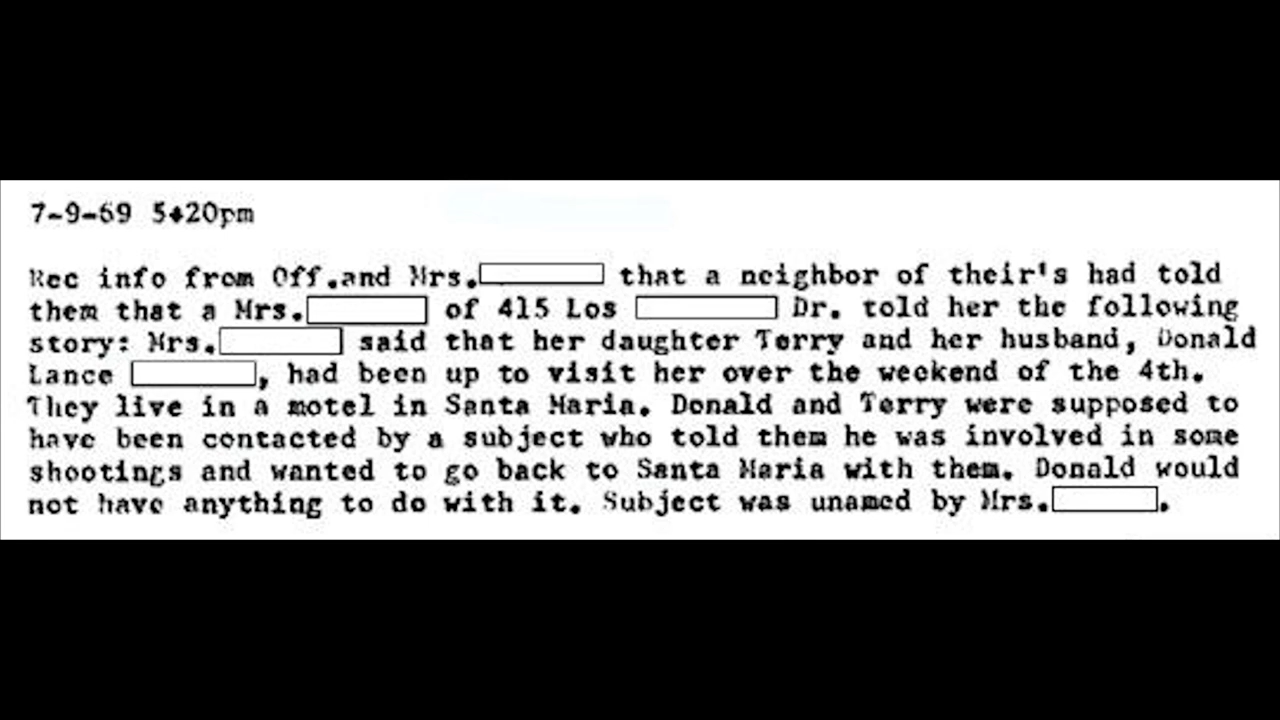 7-9-69 5:20pm
Rec info from Off.and Mrs. that a neighbor of their's had told
them that a Mrs. of 415 Los Dr. told her the following
story: Mrs. said that her daughter Terry and her husband, Donald
Lance , had been up to visit her over the weekend of the 4th.
They live in a motel in Santa Maria. Donald and Terry were supposed to
have been contacted by a subject who told them he was involved in some
shootings and wanted to go back to Santa Maria with them. Donald would
not have anything to do with it. Subject was unamed by Mrs. .